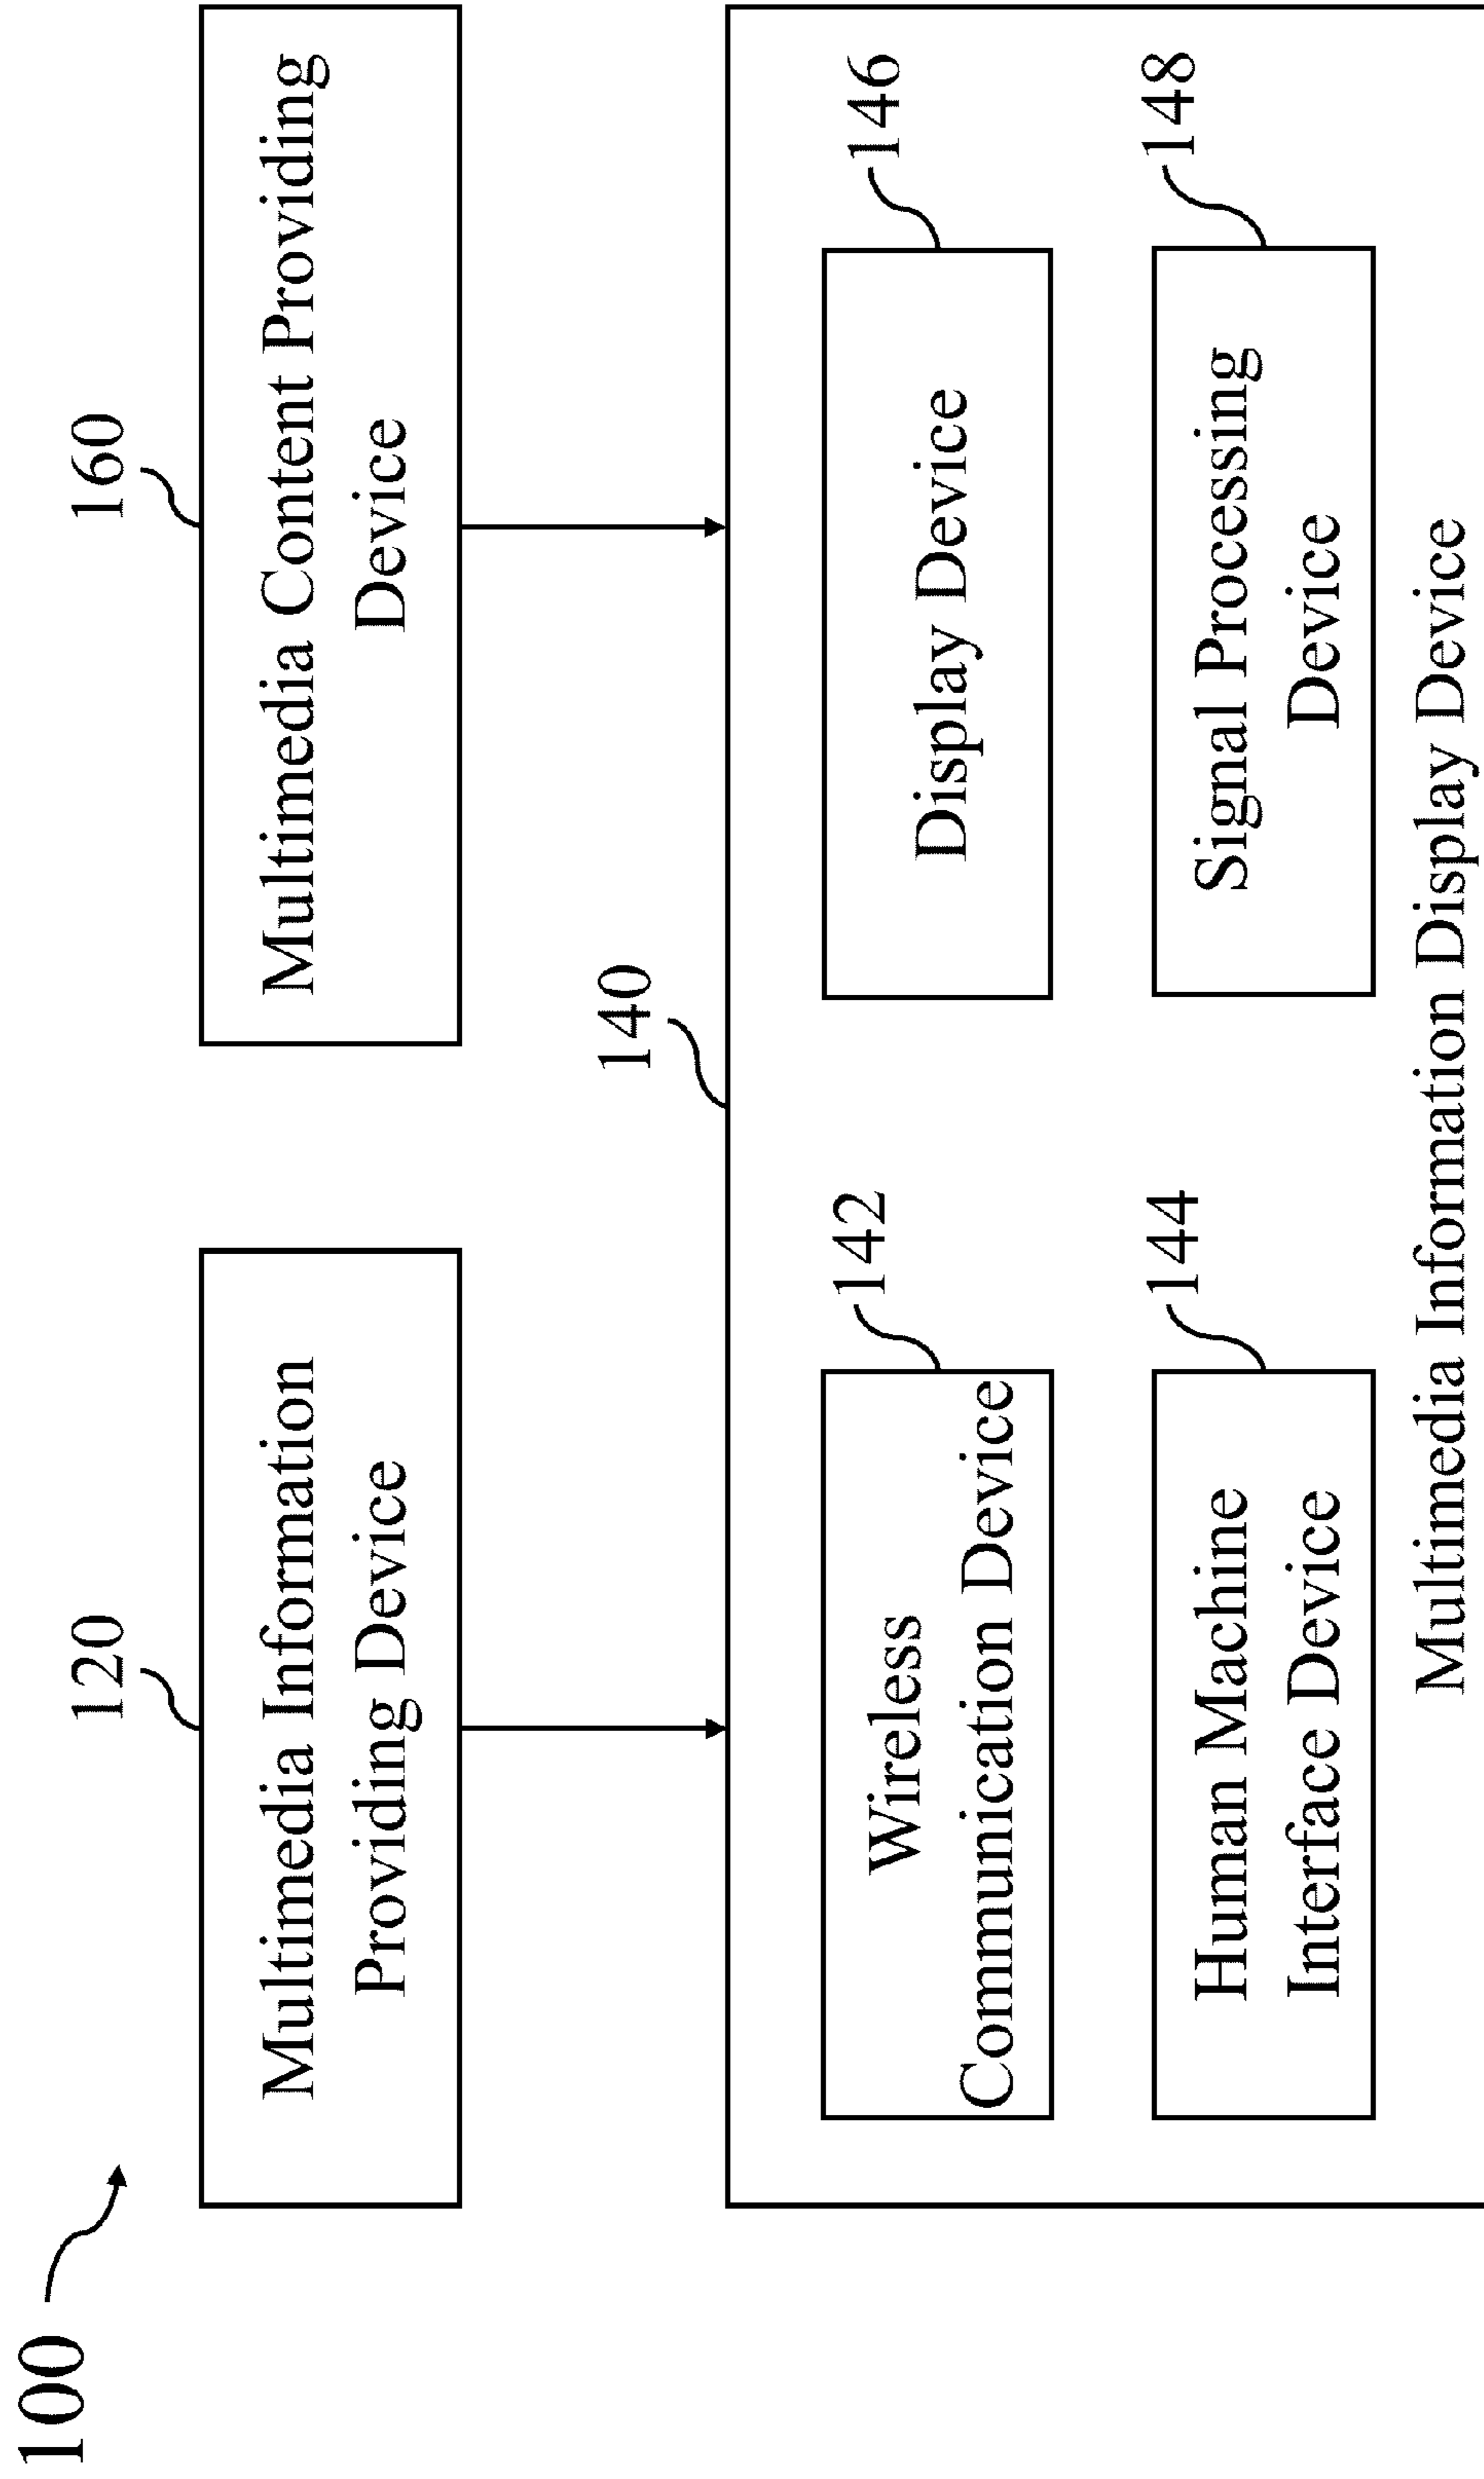 100
120
160
Multimedia Information
Providing Device
Multimedia Content Providing
Device
140
142
146
Wireless
Communication Device
Display Device
144
148
Human Machine
Interface Device
Signal Processing
Device
Multimedia Information Display Device